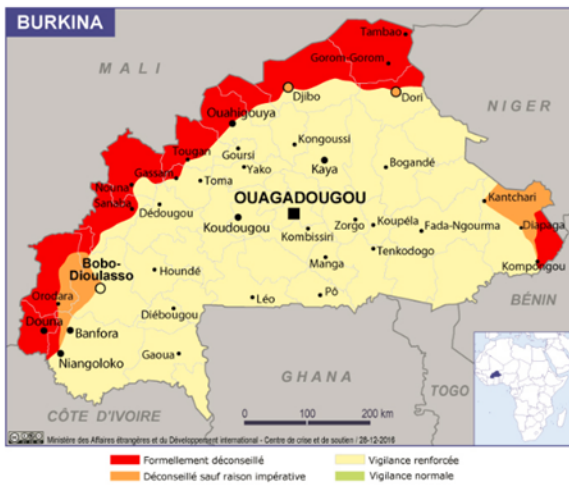 BURKINA
Tambao
Gorom-Gorom
MALI
Djibo
Dori
NIGER
Ouahigouya
Kongoussi
Tougan
Goursi
Bogandé
Gassam
Yako
Kaya
Nouna
Toma
Kantchari
Sanaba
OUAGADOUGOU
Dédougou
Koudougou
Zorgo
Koupéla
Fada-Ngourma
Diapaga
Kombissiri
Bobo-
Dioulasso
Houndé
Tenkodogo
Kompongou
Manga
Orodara
BÉNIN
Léo
Pô
Diébougou
Douna
Banfora
Niangoloko
Gaoua
GHANA
TOGO
CÔTE D'IVOIRE
0 100 200 km
Ministère des Affaires étrangères et du Développement international - Centre de crise et de soutien / 28-12-2016
Formellement déconseillé
Vigilance renforcée
Déconseillé sauf raison impérative
Vigilance normale